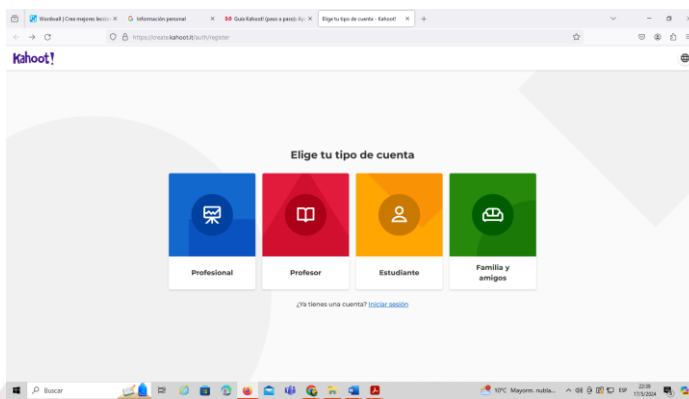 Wordwall | Crea mejores leccio
Información personal
Guía Kahoot! (paso a paso): Ap
Elige tu tipo de cuenta - Kahoot!
https://create.kahoot.it/auth/register
Kahoot!
Elige tu tipo de cuenta
Profesional
Profesor
Estudiante
Familia y
amigos
¿Ya tienes una cuenta? Iniciar sesión
Buscar
10°C Mayorm. nubla...
ESP
22:39
17/5/2024